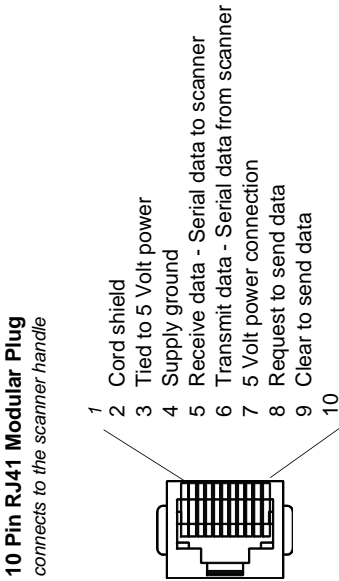 10 Pin RJ41 Modular Plug
connects to the scanner handle
1
2 Cord shield
3 Tied to 5 Volt power
4 Supply ground
5 Receive data - Serial data to scanner
6 Transmit data - Serial data from scanner
7 5 Volt power connection
8 Request to send data
9 Clear to send data
10